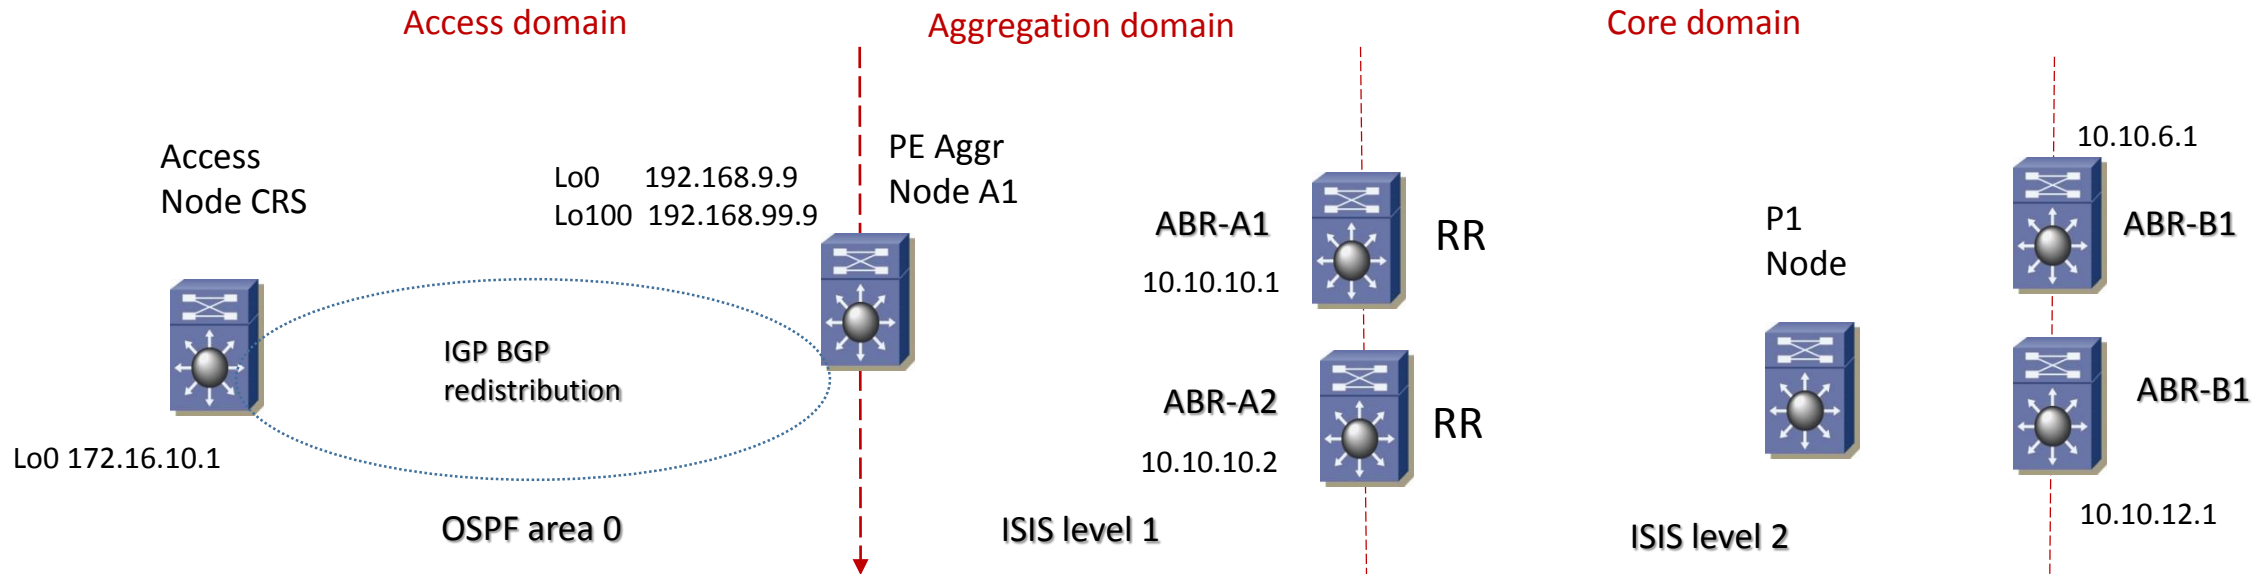 Access domain
Aggregation domain
Core domain
Access
Node CRS
Lo0 192.168.9.9
Lo100 192.168.99.9
PE Aggr
Node A1
ABR-A1
RR
10.10.10.1
P1
Node
10.10.6.1
ABR-B1
IGP BGP
redistribution
ABR-A2
RR
10.10.10.2
ABR-B1
Lo0 172.16.10.1
OSPF area 0
ISIS level 1
ISIS level 2
10.10.12.1